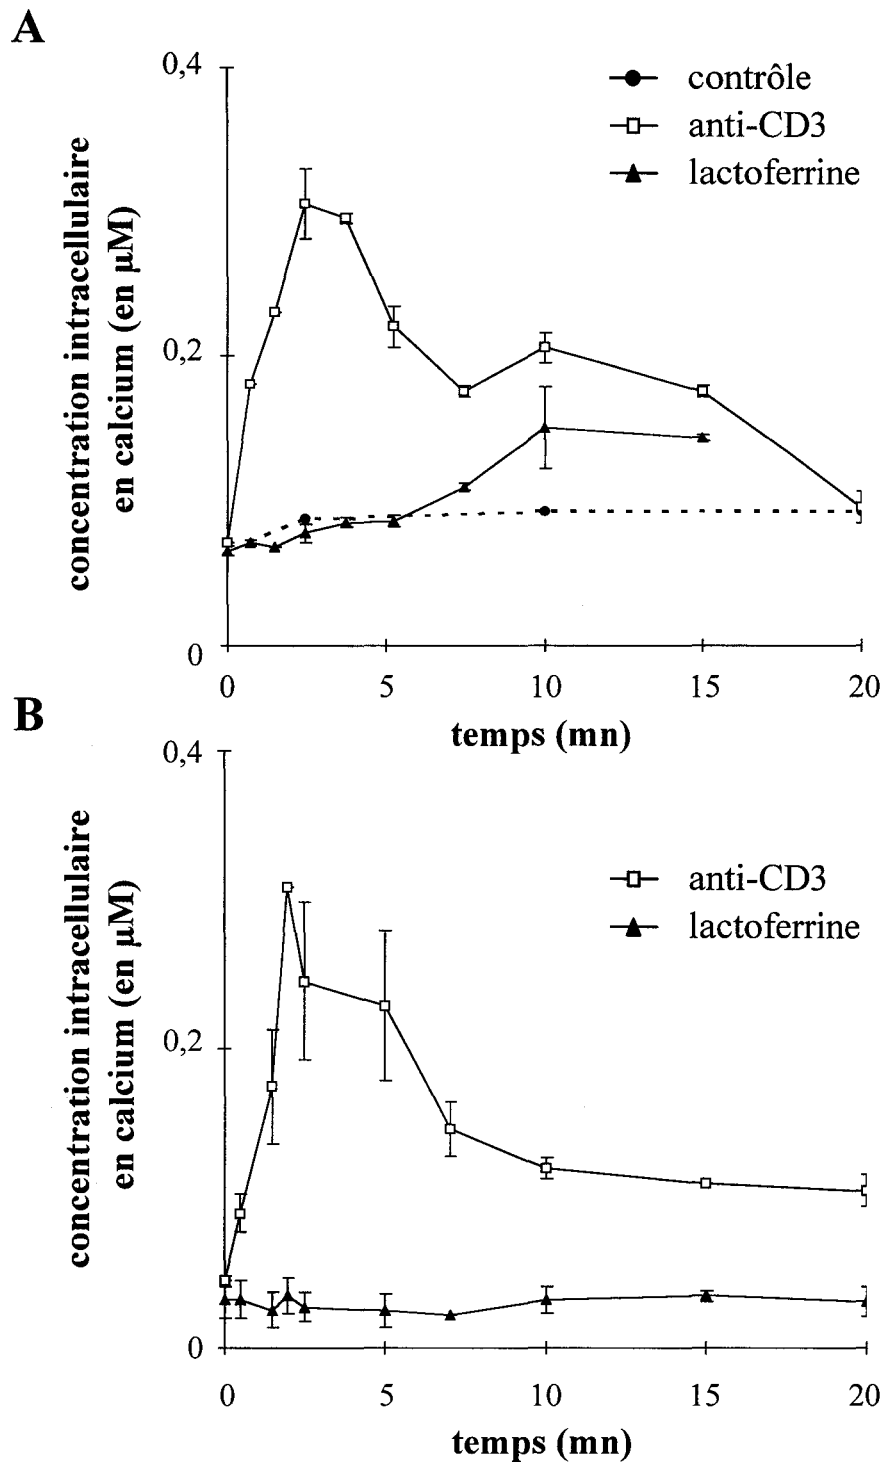 A
0,4
contrôle
anti-CD3
lactoferrine
concentration intracellulaire
en calcium (en µM)
0,2
0
0 5 10 15 20
temps (mn)
B
0,4
anti-CD3
lactoferrine
concentration intracellulaire
en calcium (en µM)
0,2
0
0 5 10 15 20
temps (mn)